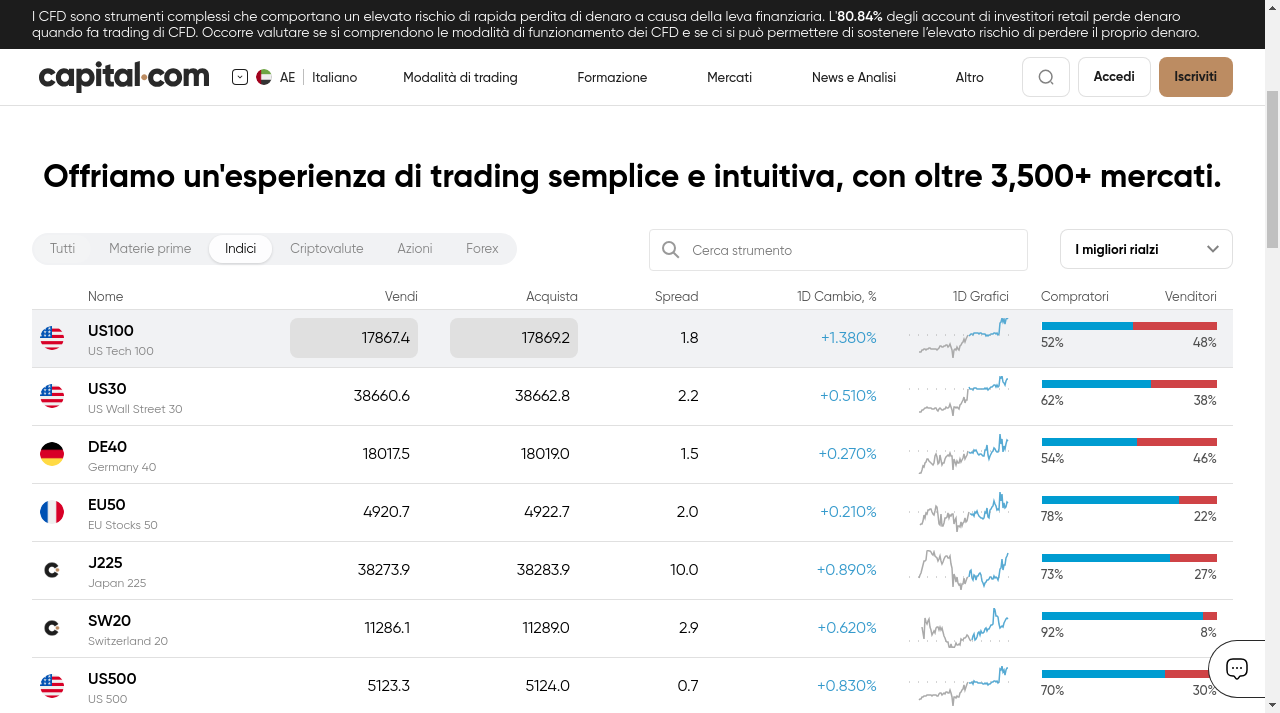 I CFD sono strumenti complessi che comportano un elevato rischio di rapida perdita di denaro a causa della leva finanziaria. L'80.84% degli account di investitori retail perde denaro
quando fa trading di CFD. Occorre valutare se si comprendono le modalità di funzionamento dei CFD e se ci si può permettere di sostenere l’elevato rischio di perdere il proprio denaro.
capital.com AE Italiano Modalità di trading Formazione Mercati News e Analisi Altro Accedi Iscriviti
Offriamo un'esperienza di trading semplice e intuitiva, con oltre 3,500+ mercati.
Tutti Materie prime Indici Criptovalute Azioni Forex Cerca strumento I migliori rialzi
Nome Vendi Acquista Spread 1D Cambio, % 1D Grafici Compratori Venditori
US100 17867.4 17869.2 1.8 +1.380%
US Tech 100 52% 48%
US30 38660.6 38662.8 2.2 +0.510%
US Wall Street 30 62% 38%
DE40 18017.5 18019.0 1.5 +0.270%
Germany 40 54% 46%
EU50 4920.7 4922.7 2.0 +0.210%
EU Stocks 50 78% 22%
J225 38273.9 38283.9 10.0 +0.890%
Japan 225 73% 27%
SW20 11286.1 11289.0 2.9 +0.620%
Switzerland 20 92% 8%
US500 5123.3 5124.0 0.7 +0.830%
US 500 70% 30%